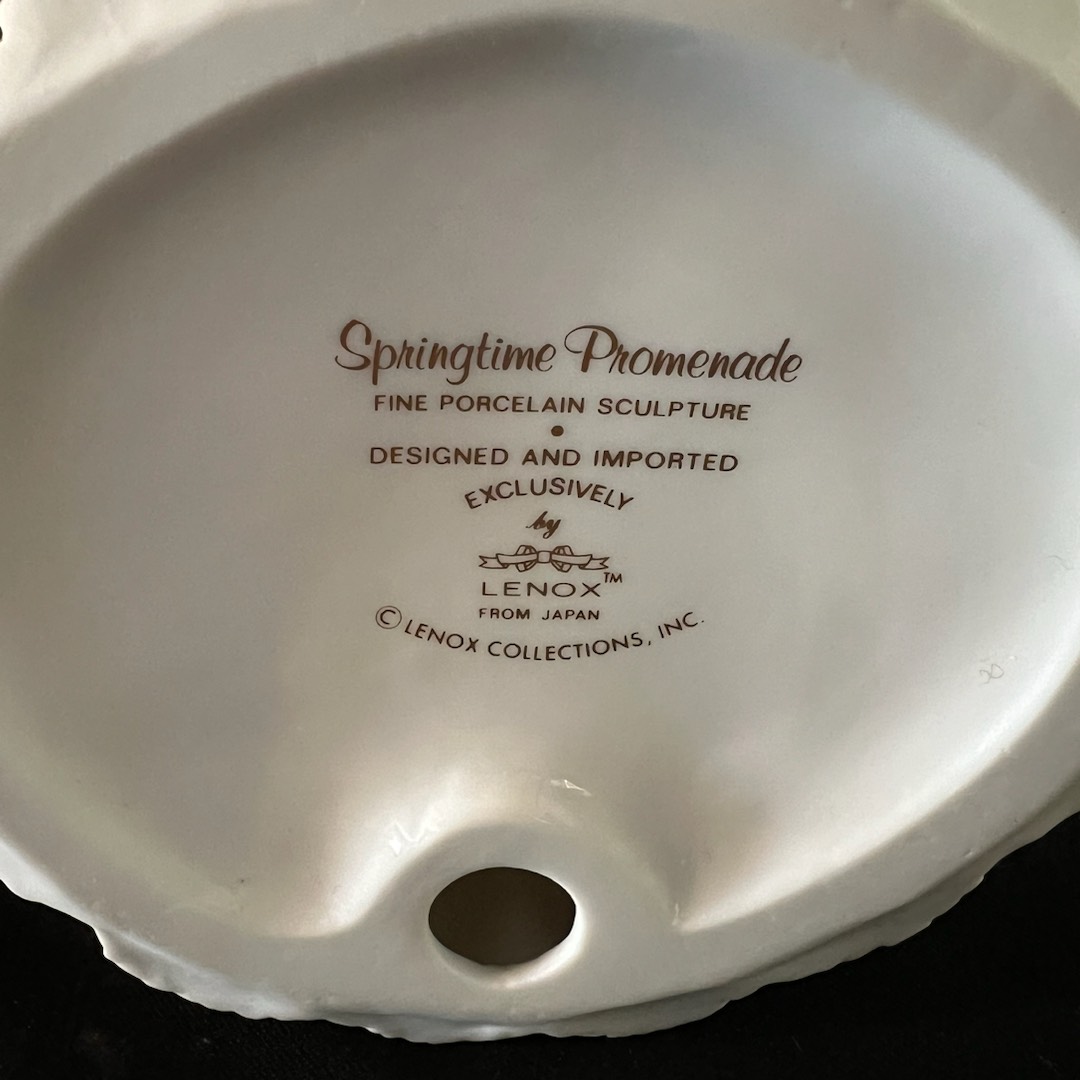 Springtime Promenade
FINE PORCELAIN SCULPTURE
•
DESIGNED AND IMPORTED
EXCLUSIVELY
by
LENOX™
FROM JAPAN
© LENOX COLLECTIONS, INC.